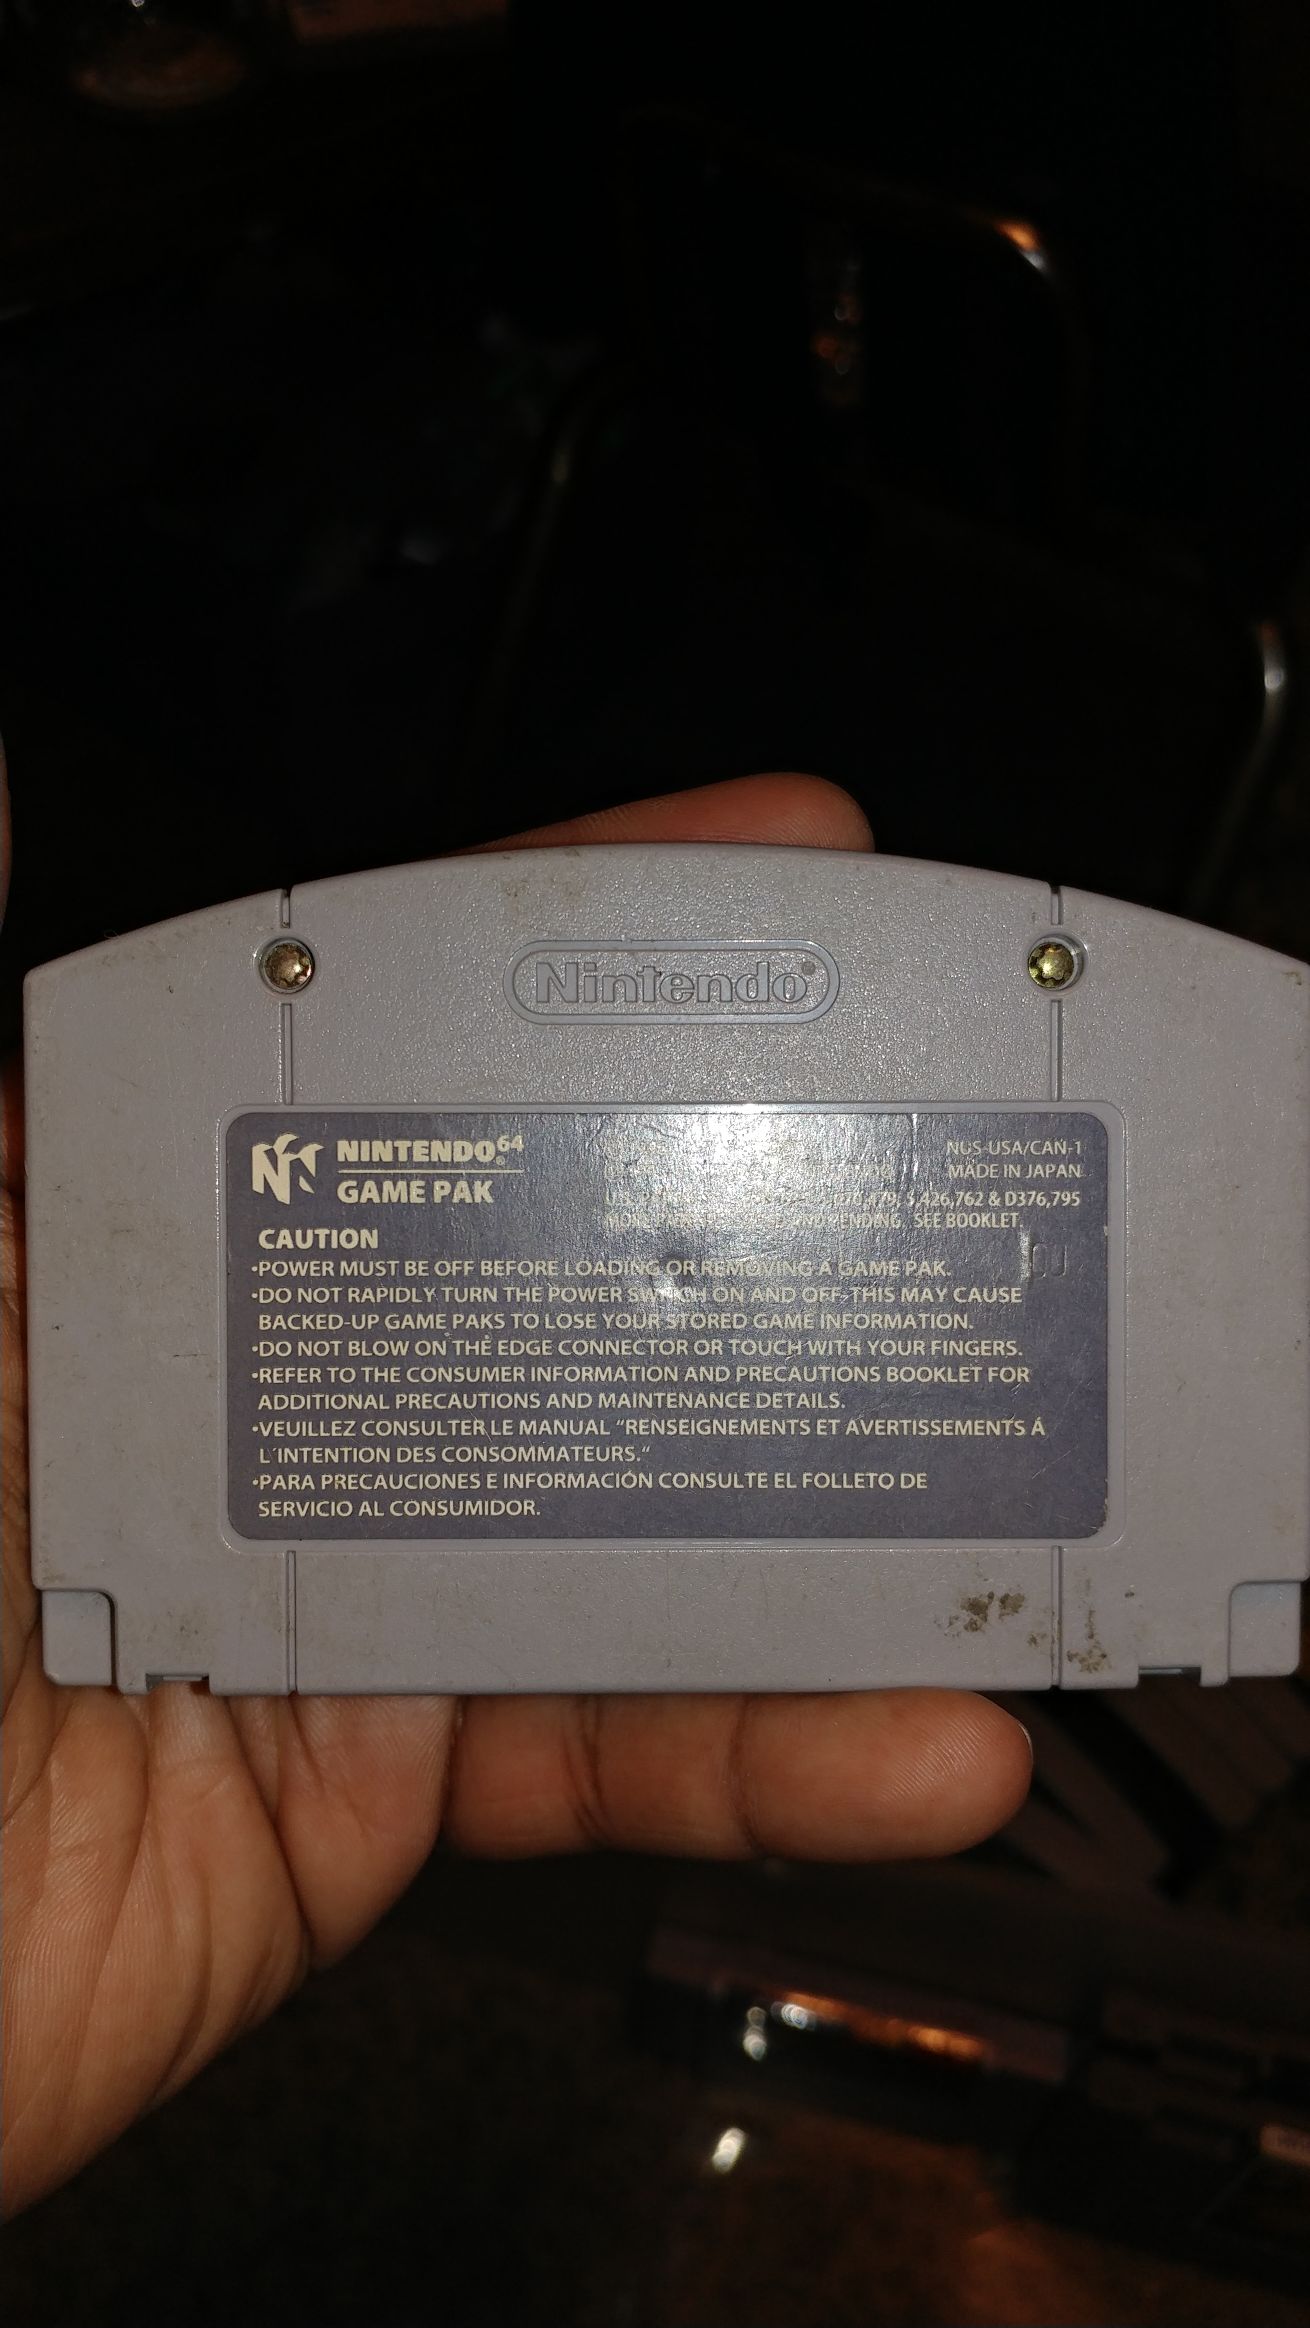 Nintendo®
NINTENDO64
GAME PAK
NUS-USA/CAN-1
MADE IN JAPAN
5,426,762 & D376,795
SEE BOOKLET.
CAUTION
•POWER MUST BE OFF BEFORE LOADING OR REMOVING A GAME PAK.
•DO NOT RAPIDLY TURN THE POWER SWITCH ON AND OFF-THIS MAY CAUSE
BACKED-UP GAME PAKS TO LOSE YOUR STORED GAME INFORMATION.
•DO NOT BLOW ON THE EDGE CONNECTOR OR TOUCH WITH YOUR FINGERS.
•REFER TO THE CONSUMER INFORMATION AND PRECAUTIONS BOOKLET FOR
ADDITIONAL PRECAUTIONS AND MAINTENANCE DETAILS.
•VEUILLEZ CONSULTER LE MANUAL "RENSEIGNEMENTS ET AVERTISSEMENTS Á
L'INTENTION DES CONSOMMATEURS."
•PARA PRECAUCIONES E INFORMACIÓN CONSULTE EL FOLLETO DE
SERVICIO AL CONSUMIDOR.